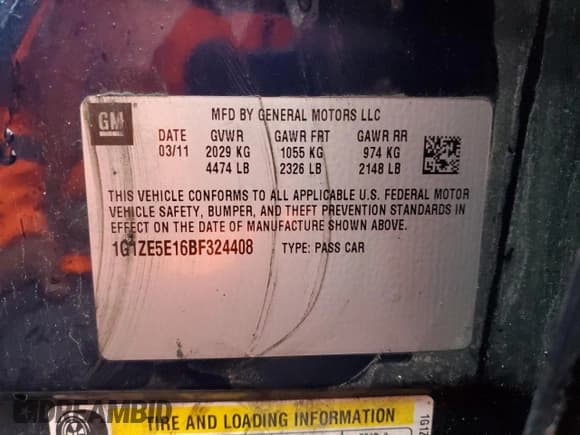 GM
MFD BY GENERAL MOTORS LLC
DATE GVWR GAWR FRT GAWR RR
03/11 2029 KG 1055 KG 974 KG
4474 LB 2326 LB 2148 LB
THIS VEHICLE CONFORMS TO ALL APPLICABLE U.S. FEDERAL MOTOR
VEHICLE SAFETY, BUMPER, AND THEFT PREVENTION STANDARDS IN
EFFECT ON THE DATE OF MANUFACTURE SHOWN ABOVE.
1G1ZE5E16BF324408 TYPE: PASS CAR
DREAMBID
TIRE AND LOADING INFORMATION
1G1Z